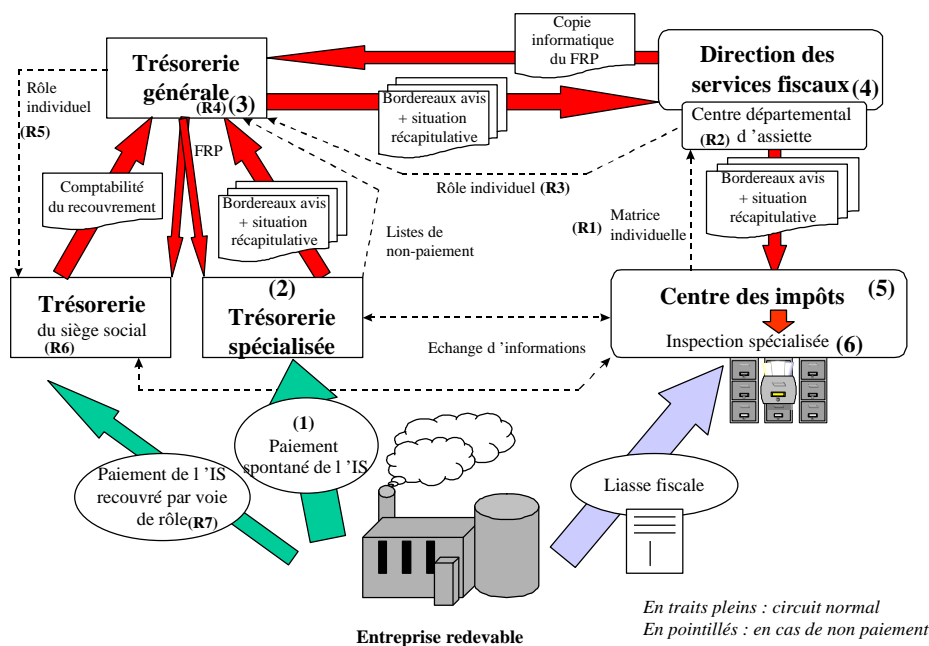 Copie
informatique
du FRP
Direction des
services fiscaux (4)
Trésorerie
générale
(R4) (3)
Rôle
individuel
(R5)
Bordereaux avis
+ situation
récapitulative
Centre départemental
(R2) d ’assiette
FRP
Comptabilité
du recouvrement
Bordereaux avis
+ situation
récapitulative
Rôle individuel (R3)
Bordereaux avis
+ situation
récapitulative
Matrice
(R1) individuelle
Listes de
non-paiement
Trésorerie
du siège social
(R6)
(2)
Trésorerie
spécialisée
Centre des impôts (5)
Inspection spécialisée (6)
Echange d ’informations
(1)
Paiement
spontané de l ’IS
Paiement de l ’IS
recouvré par voie
de rôle(R7)
Liasse fiscale
En traits pleins : circuit normal
En pointillés : en cas de non paiement
Entreprise redevable